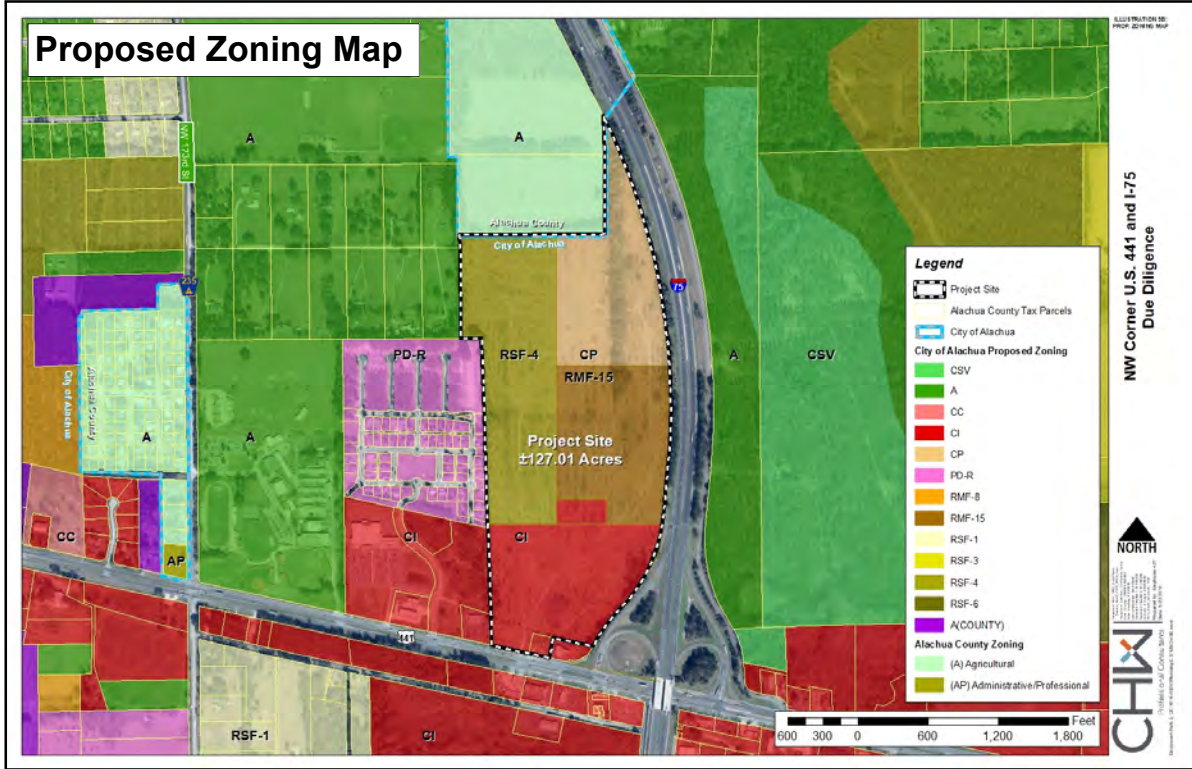 Proposed Zoning Map
ILLUSTRATION 5B:
PROP. ZONING MAP
NW 173rd St
A
A
Alachua County
City of Alachua
235
75
PD-R
RSF-4
CP
A
CSV
RMF-15
Alachua County
City of Alachua
A
A
Project Site
±127.01 Acres
CC
CI
CI
AP
441
RSF-1
CI
Legend
Project Site
Alachua County Tax Parcels
City of Alachua
City of Alachua Proposed Zoning
CSV
A
CC
CI
CP
PD-R
RMF-8
RMF-15
RSF-1
RSF-3
RSF-4
RSF-6
A(COUNTY)
Alachua County Zoning
(A) Agricultural
(AP) Administrative/Professional
Feet
600 300 0 600 1,200 1,800
NW Corner U.S. 441 and I-75
Due Diligence
NORTH
CHW
Professional Consultants